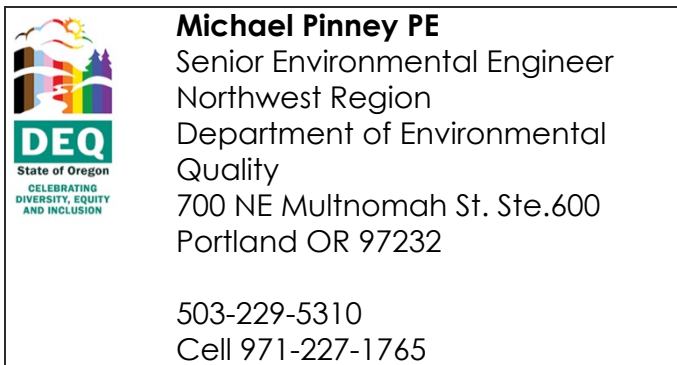 DEQ
State of Oregon
CELEBRATING
DIVERSITY, EQUITY
AND INCLUSION
Michael Pinney PE
Senior Environmental Engineer
Northwest Region
Department of Environmental
Quality
700 NE Multnomah St. Ste.600
Portland OR 97232
503-229-5310
Cell 971-227-1765